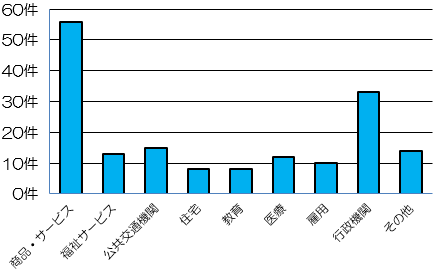 60件
50件
40件
30件
20件
10件
0件
商品・サービス
福祉サービス
公共交通機関
住宅
教育
医療
雇用
行政機関
その他